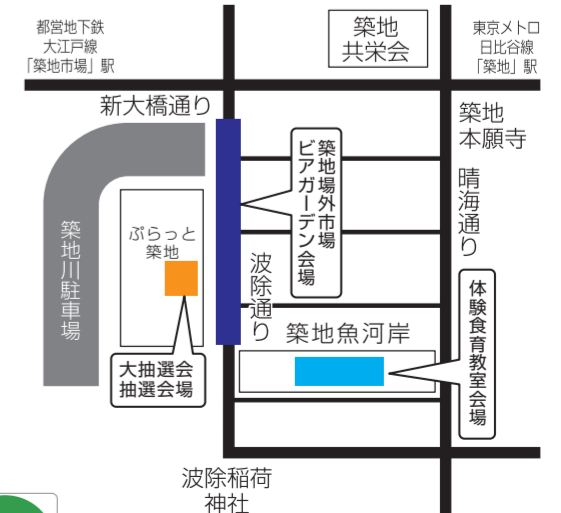 都営地下鉄
大江戸線
「築地市場」駅
築地
共栄会
東京メトロ
日比谷線
「築地」駅
新大橋通り
築地
本願寺
築地場外市場
ビアガーデン会場
晴海通り
ぷらっと
築地
築地川駐車場
波除通り
体験食育教室会場
築地魚河岸
大抽選会
抽選会場
波除稲荷
神社